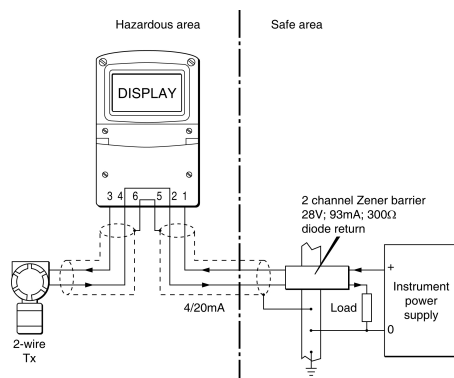 Hazardous area
Safe area
DISPLAY
3 4 6 5 2 1
2 channel Zener barrier
28V; 93mA; 300Ω
diode return
+
Instrument
power
supply
Load
0
4/20mA
2-wire
Tx